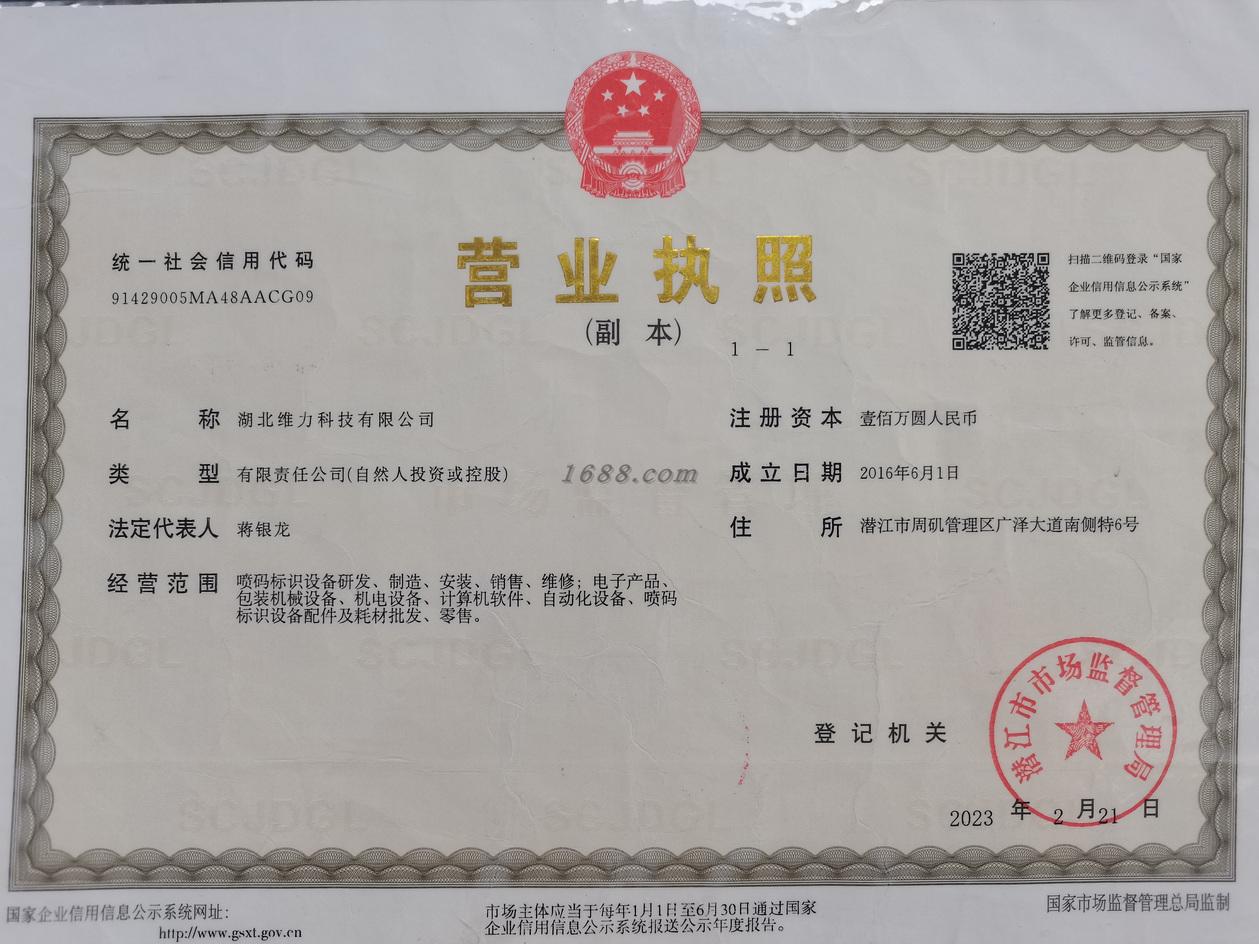 营业执照
(副 本)
1 - 1
统一社会信用代码
91429005MA48AACG09
扫描二维码登录“国家
企业信用信息公示系统”
了解更多登记、备案、
许可、监管信息。
名 称 湖北维力科技有限公司
类 型 有限责任公司(自然人投资或控股)
法定代表人 蒋银龙
经营范围 喷码标识设备研发、制造、安装、销售、维修；电子产品、
包装机械设备、机电设备、计算机软件、自动化设备、喷码
标识设备配件及耗材批发、零售。
1688.com
注册资本 壹佰万圆人民币
成立日期 2016年6月1日
住 所 潜江市周矶管理区广泽大道南侧特6号
登记机关
潜江市市场监督管理局
2023 年 2 月 21 日
国家企业信用信息公示系统网址：
http://www.gsxt.gov.cn
市场主体应当于每年1月1日至6月30日通过国家
企业信用信息公示系统报送公示年度报告。
国家市场监督管理总局监制
SCJDGL